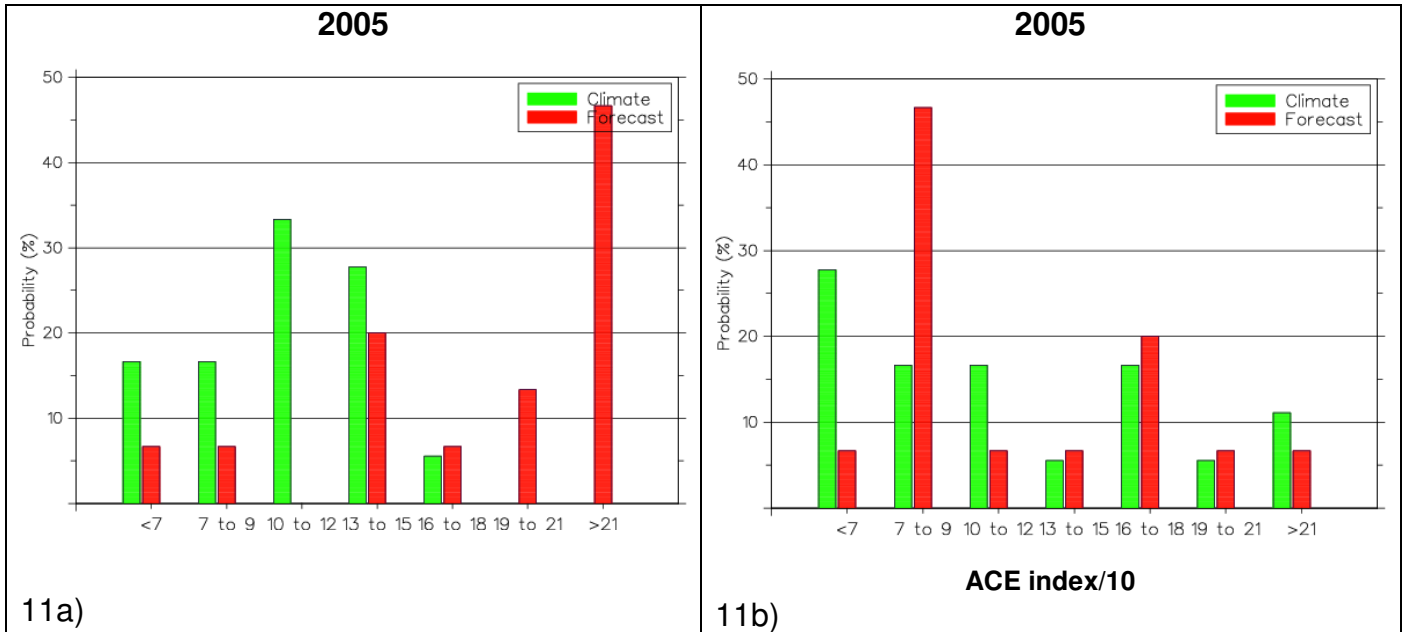 2005
50
40
30
20
10
Probability (%)
Climate
Forecast
<7 7 to 9 10 to 12 13 to 15 16 to 18 19 to 21 >21
11a)
2005
50
40
30
20
10
Probability (%)
Climate
Forecast
<7 7 to 9 10 to 12 13 to 15 16 to 18 19 to 21 >21
ACE index/10
11b)